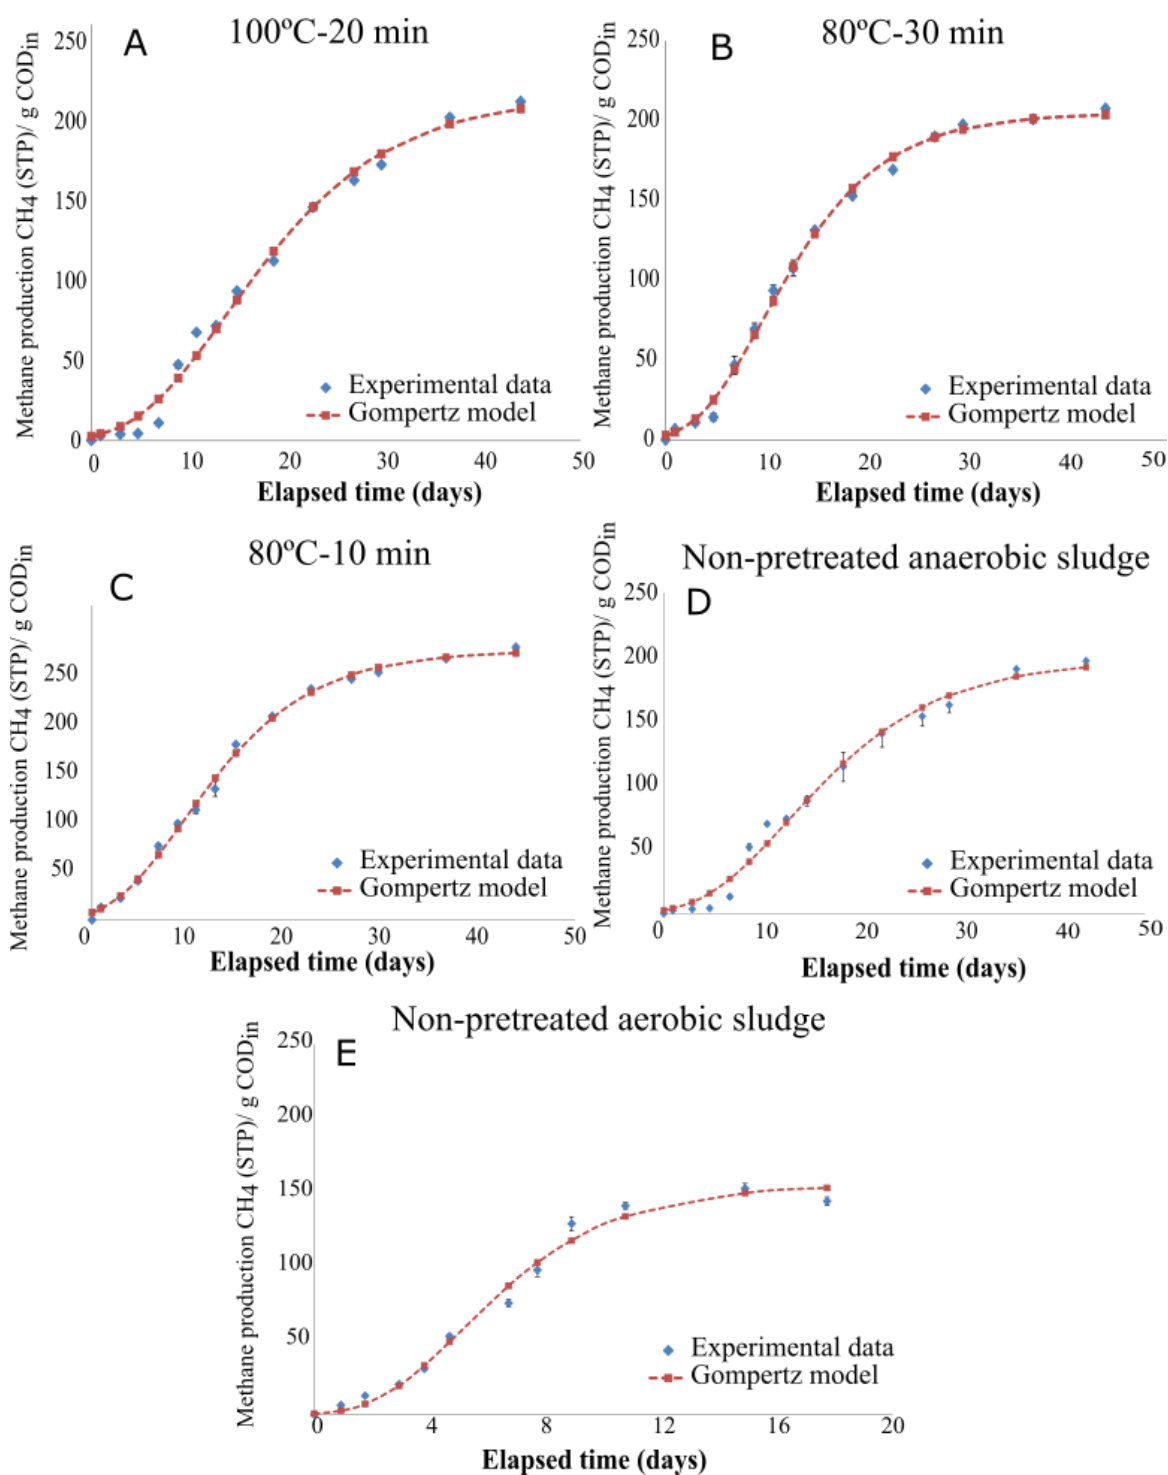 A
100ºC-20 min
Methane production CH4 (STP)/ g CODin
250
200
150
100
50
0
Experimental data
Gompertz model
0 10 20 30 40 50
Elapsed time (days)
B
80ºC-30 min
Methane production CH4 (STP)/ g CODin
250
200
150
100
50
0
Experimental data
Gompertz model
0 10 20 30 40 50
Elapsed time (days)
C
80ºC-10 min
Methane production CH4 (STP)/ g CODin
250
200
150
100
50
Experimental data
Gompertz model
0 10 20 30 40 50
Elapsed time (days)
Non-pretreated anaerobic sludge
D
Methane production CH4 (STP)/ g CODin
250
200
150
100
50
Experimental data
Gompertz model
0 10 20 30 40 50
Elapsed time (days)
Non-pretreated aerobic sludge
E
Methane production CH4 (STP)/ g CODin
250
200
150
100
50
Experimental data
Gompertz model
0 4 8 12 16 20
Elapsed time (days)